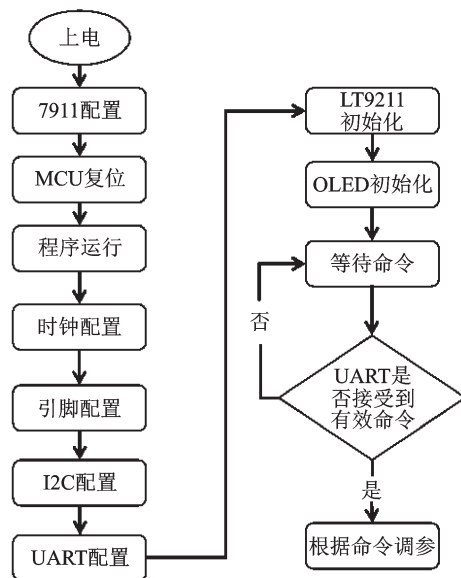 上电
7911配置
MCU复位
程序运行
时钟配置
引脚配置
I2C配置
UART配置
LT9211
初始化
OLED初始化
等待命令
否
UART是
否接受到
有效命令
是
根据命令调参